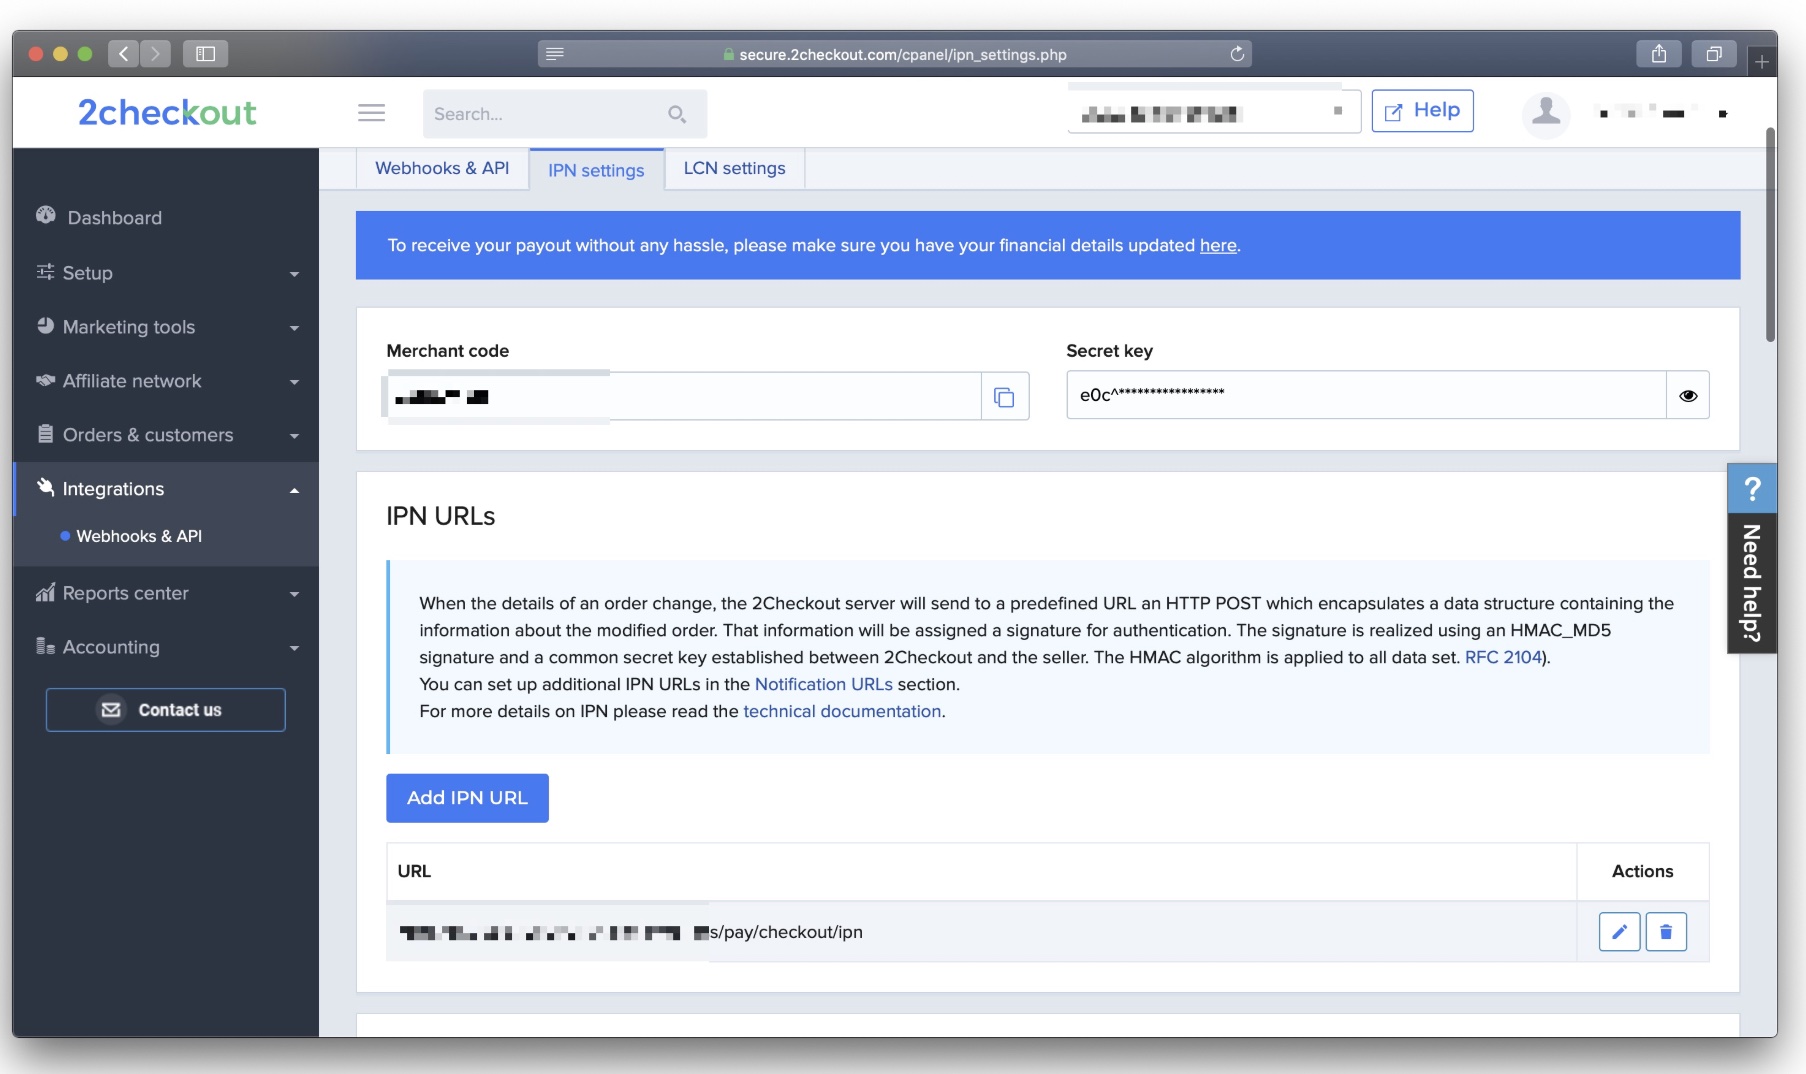 secure.2checkout.com/cpanel/ipn_settings.php
2checkout
Search...
Help
Webhooks & API
IPN settings
LCN settings
Dashboard
Setup
Marketing tools
Affiliate network
Orders & customers
Integrations
Webhooks & API
Reports center
Accounting
Contact us
To receive your payout without any hassle, please make sure you have your financial details updated here.
Merchant code
Secret key
e0c^*****************
IPN URLs
When the details of an order change, the 2Checkout server will send to a predefined URL an HTTP POST which encapsulates a data structure containing the
information about the modified order. That information will be assigned a signature for authentication. The signature is realized using an HMAC_MD5
signature and a common secret key established between 2Checkout and the seller. The HMAC algorithm is applied to all data set. RFC 2104).
You can set up additional IPN URLs in the Notification URLs section.
For more details on IPN please read the technical documentation.
Add IPN URL
URL
Actions
s/pay/checkout/ipn
?
Need help?